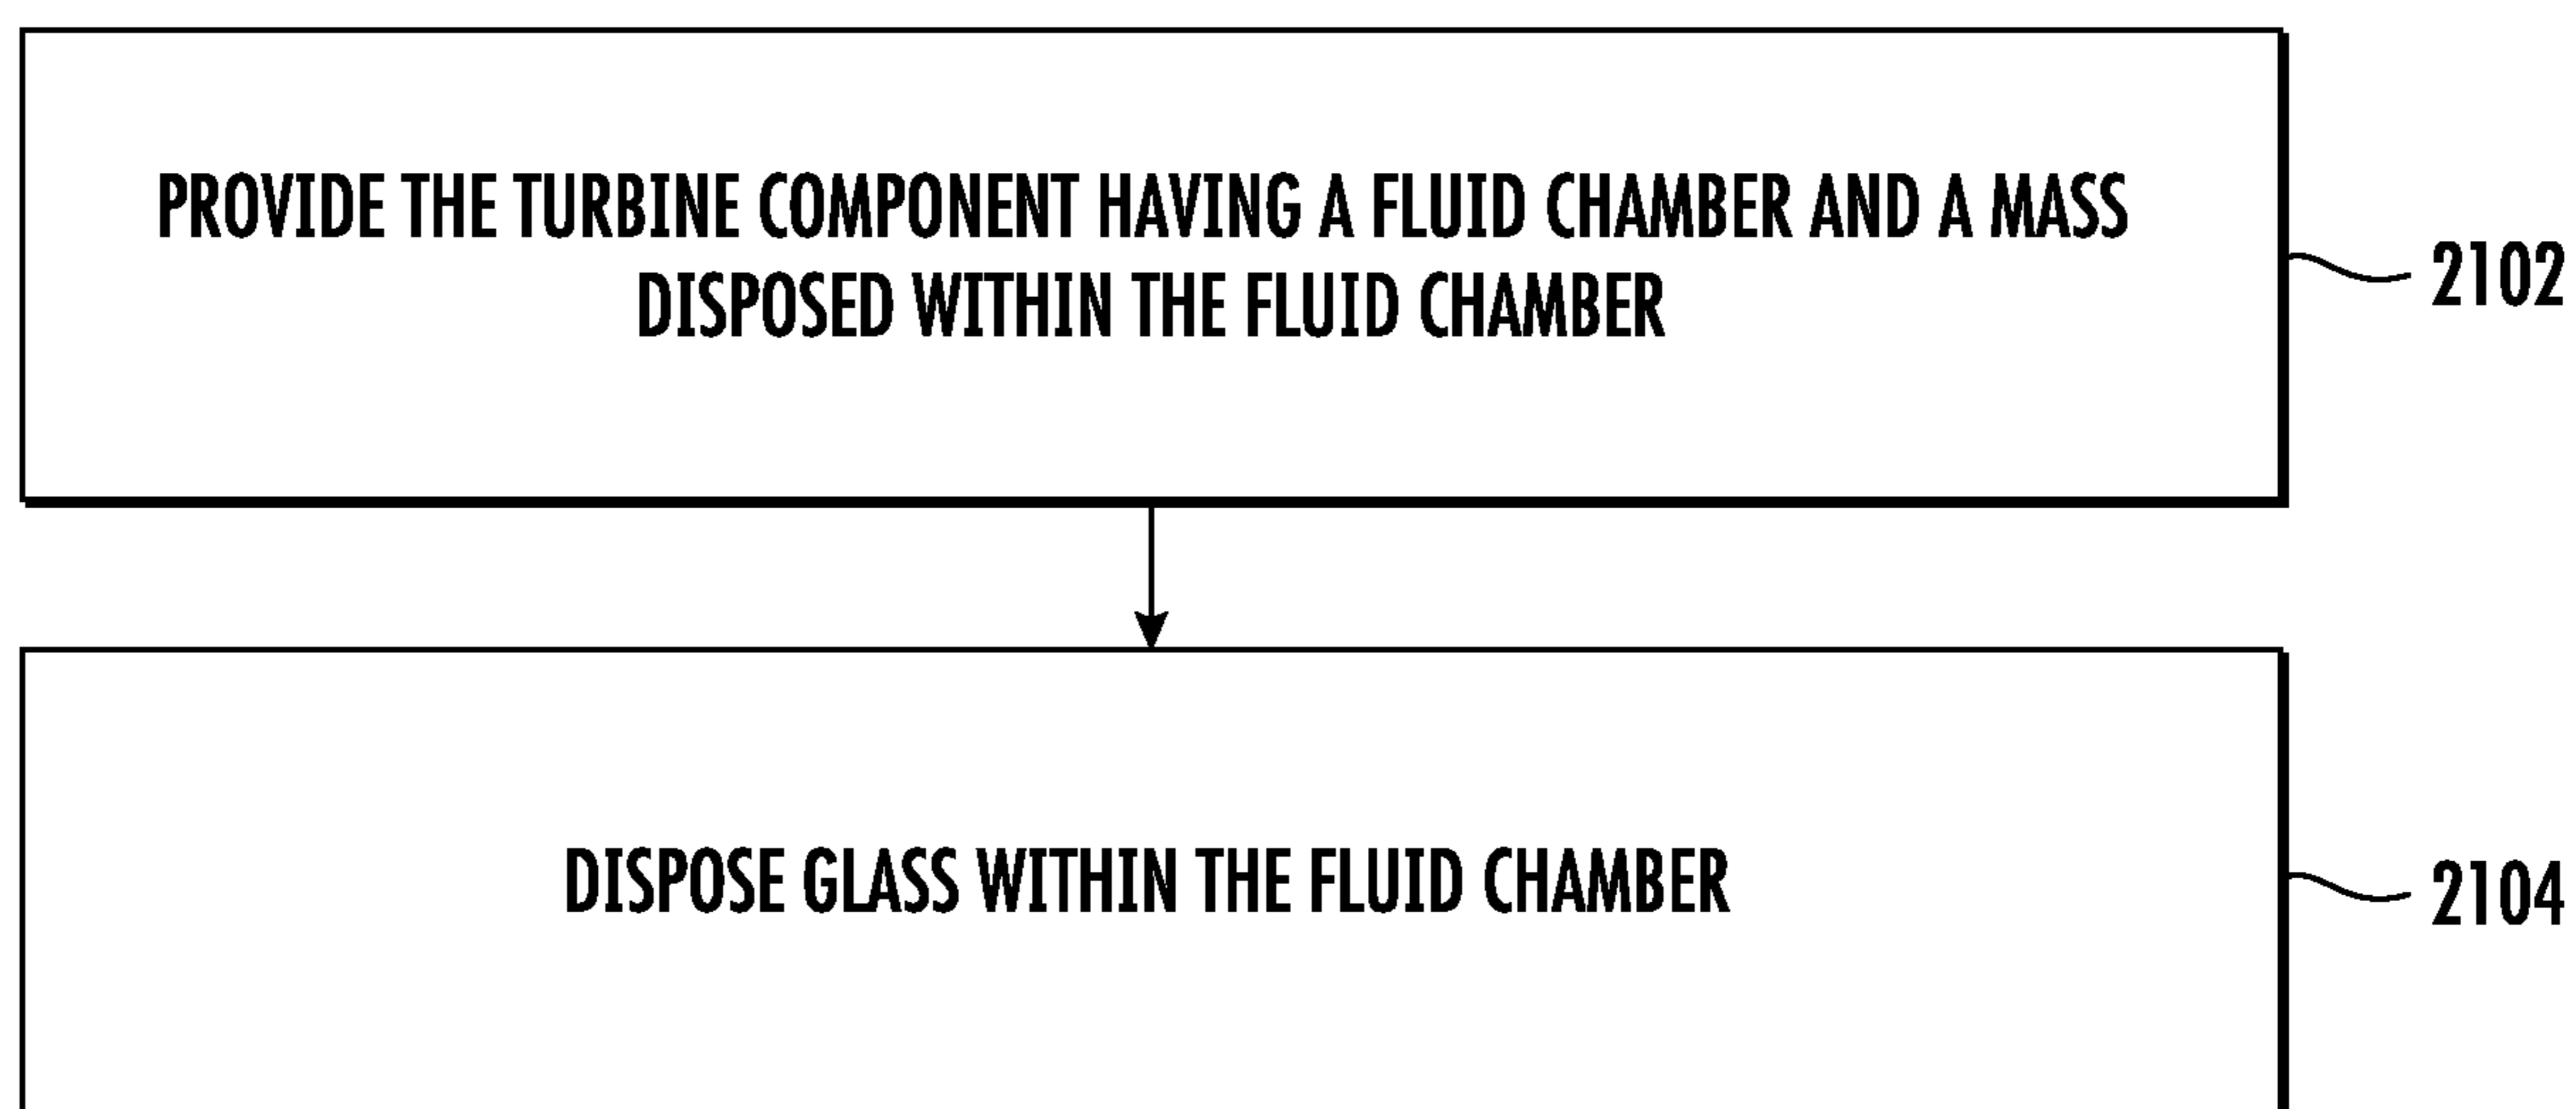 PROVIDE THE TURBINE COMPONENT HAVING A FLUID CHAMBER AND A MASS
DISPOSED WITHIN THE FLUID CHAMBER
2102
DISPOSE GLASS WITHIN THE FLUID CHAMBER
2104